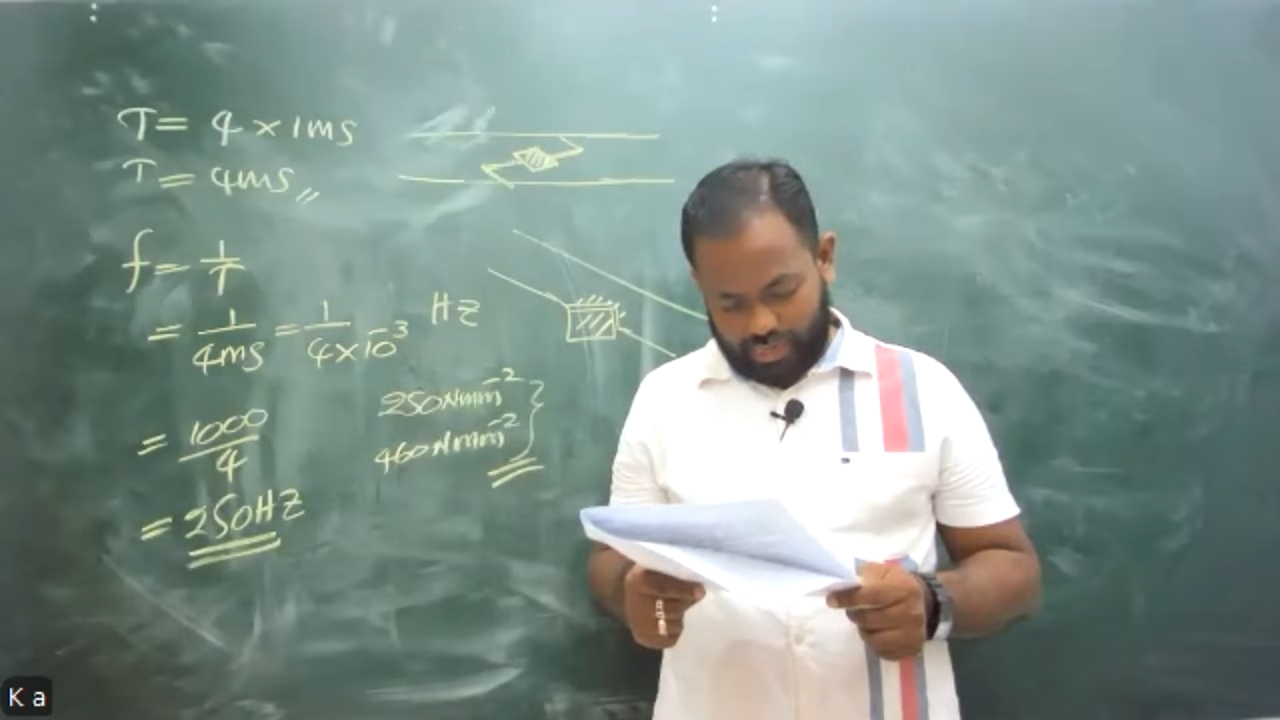 T = 4 × 1ms
T = 4ms
f = 1/T
= 1/4ms = 1/4×10⁻³ Hz
= 1000/4
= 250HZ
250Nmm⁻²
460Nmm⁻²
K a